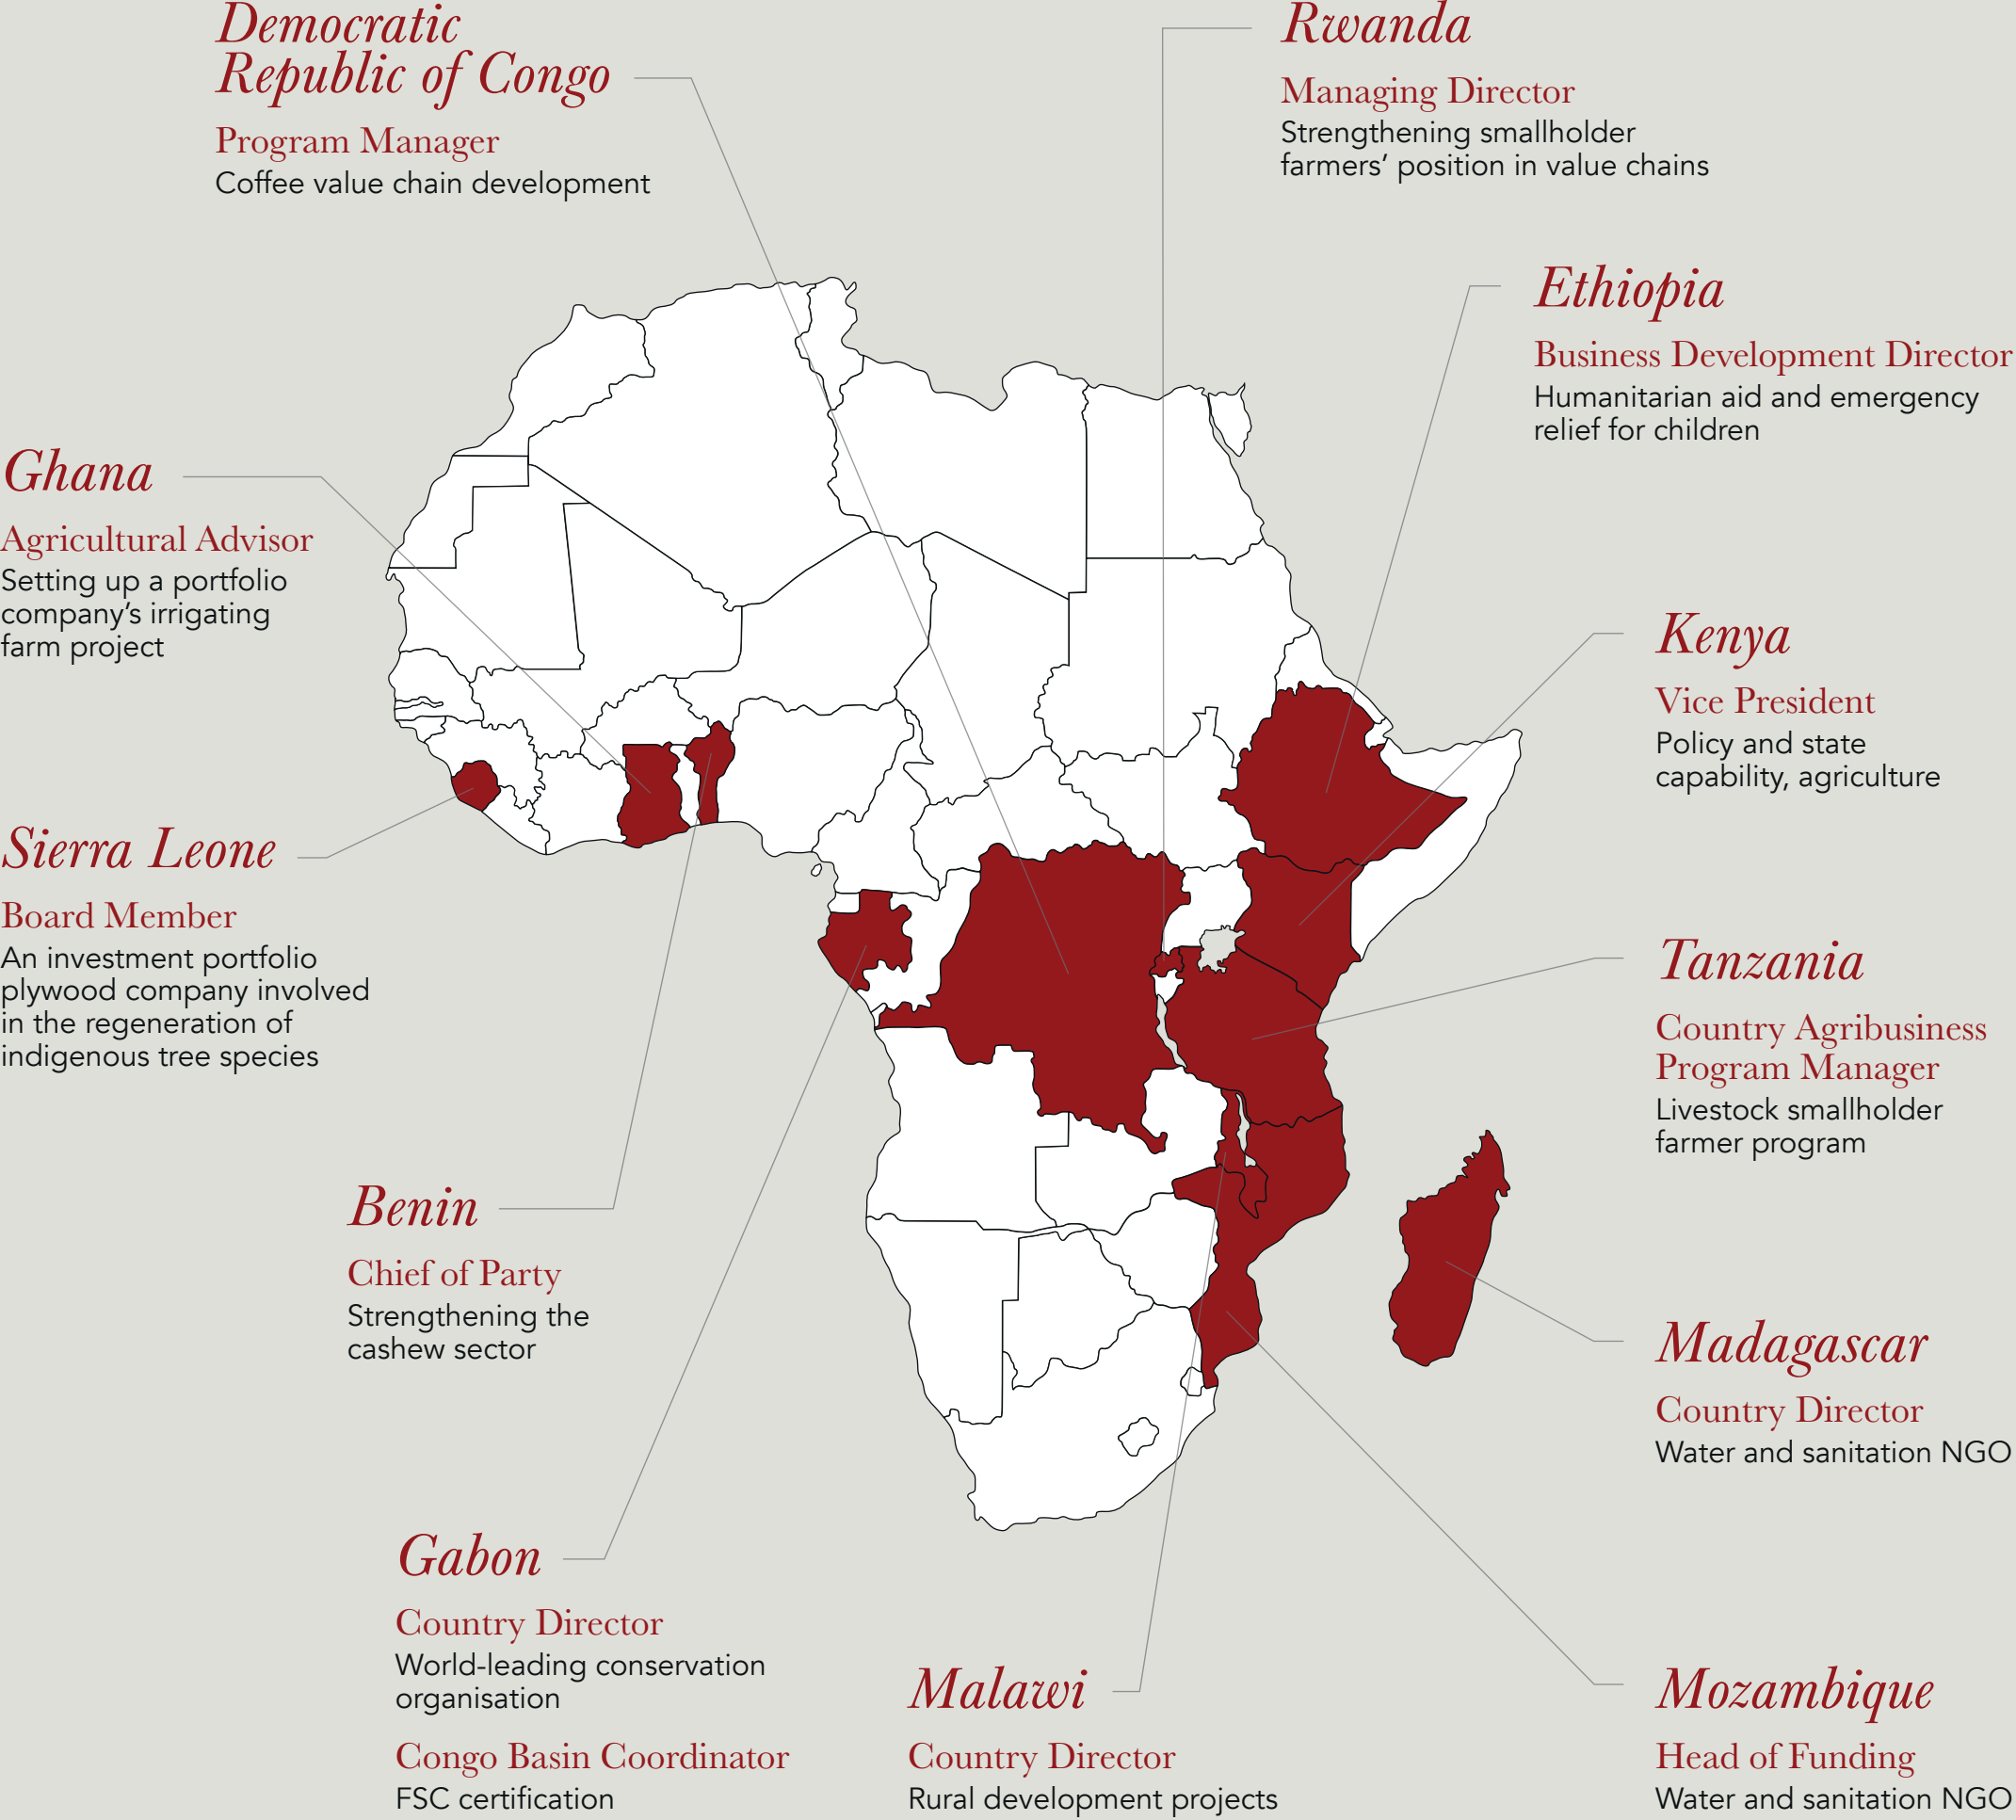 Democratic
Republic of Congo
Program Manager
Coffee value chain development
Rwanda
Managing Director
Strengthening smallholder
farmers’ position in value chains
Ethiopia
Business Development Director
Humanitarian aid and emergency
relief for children
Ghana
Agricultural Advisor
Setting up a portfolio
company’s irrigating
farm project
Kenya
Vice President
Policy and state
capability, agriculture
Sierra Leone
Board Member
An investment portfolio
plywood company involved
in the regeneration of
indigenous tree species
Tanzania
Country Agribusiness
Program Manager
Livestock smallholder
farmer program
Benin
Chief of Party
Strengthening the
cashew sector
Madagascar
Country Director
Water and sanitation NGO
Gabon
Country Director
World-leading conservation
organisation
Congo Basin Coordinator
FSC certification
Malawi
Country Director
Rural development projects
Mozambique
Head of Funding
Water and sanitation NGO